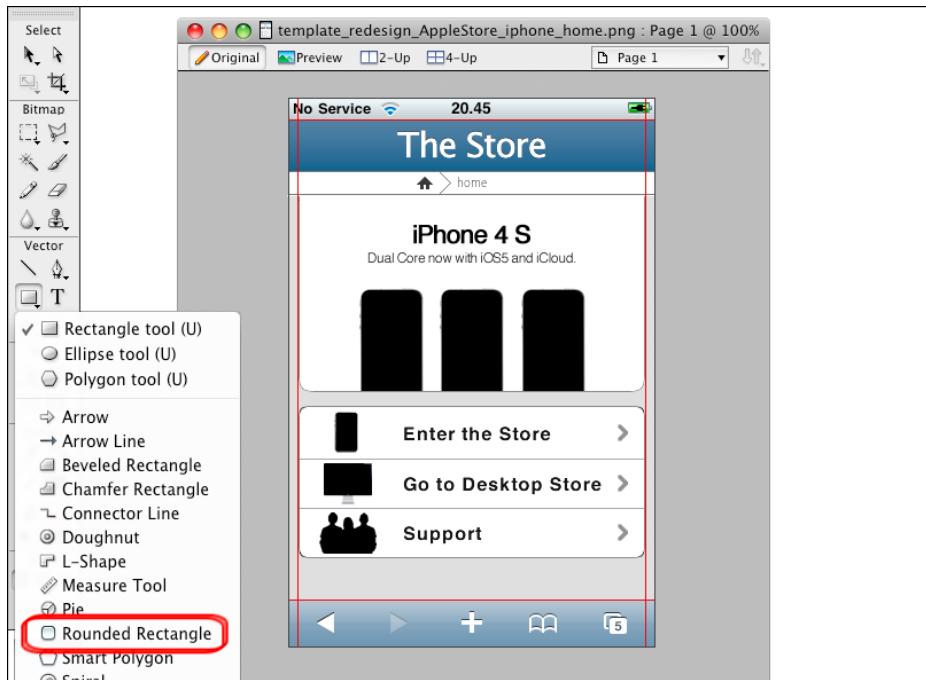 Select
Bitmap
Vector
T
Rectangle tool (U)
Ellipse tool (U)
Polygon tool (U)
Arrow
Arrow Line
Beveled Rectangle
Chamfer Rectangle
Connector Line
Doughnut
L-Shape
Measure Tool
Pie
Rounded Rectangle
Smart Polygon
Spiral
template_redesign_AppleStore_iphone_home.png : Page 1 @ 100%
Original Preview 2-Up 4-Up Page 1
No Service 20.45
The Store
home
iPhone 4 S
Dual Core now with iOS5 and iCloud.
Enter the Store
Go to Desktop Store
Support
5